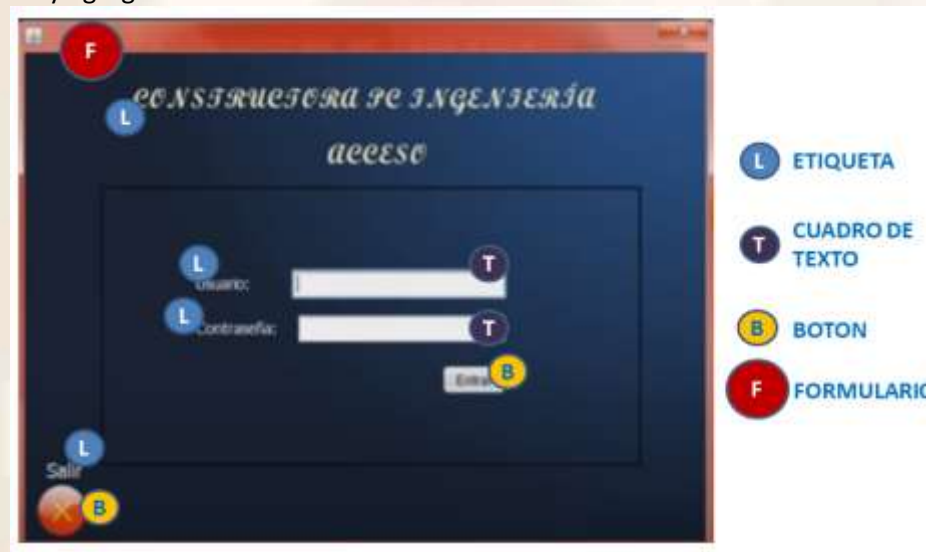 F
CONSTRUCTORA PC INGENIERÍA
L
ACCESO
L ETIQUETA
L
T
Usuario:
T CUADRO DE
TEXTO
L
Contraseña:
T
B BOTON
Entrar
B
F FORMULARIO
L
Salir
B